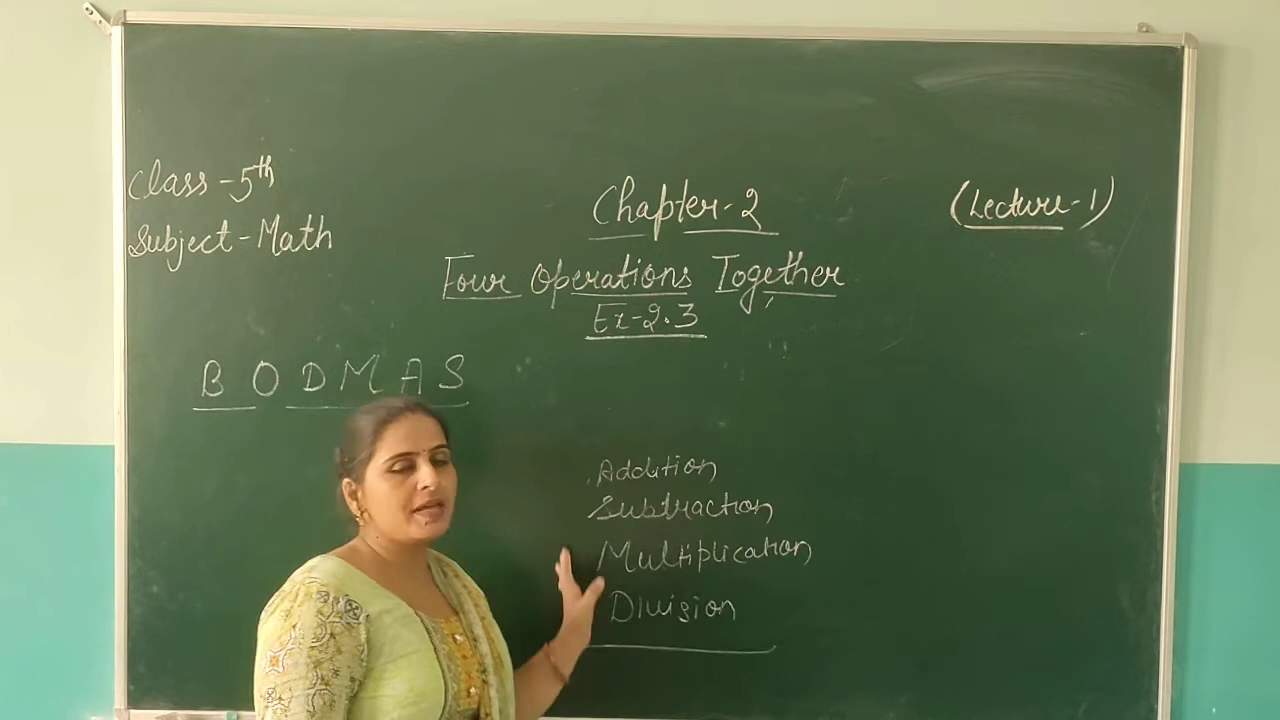 Class - 5th
Subject - Math
Chapter - 2
(Lecture - 1)
Four Operations Together
Ex - 2.3
B O D M A S
Addition
Subtraction
Multiplication
Division